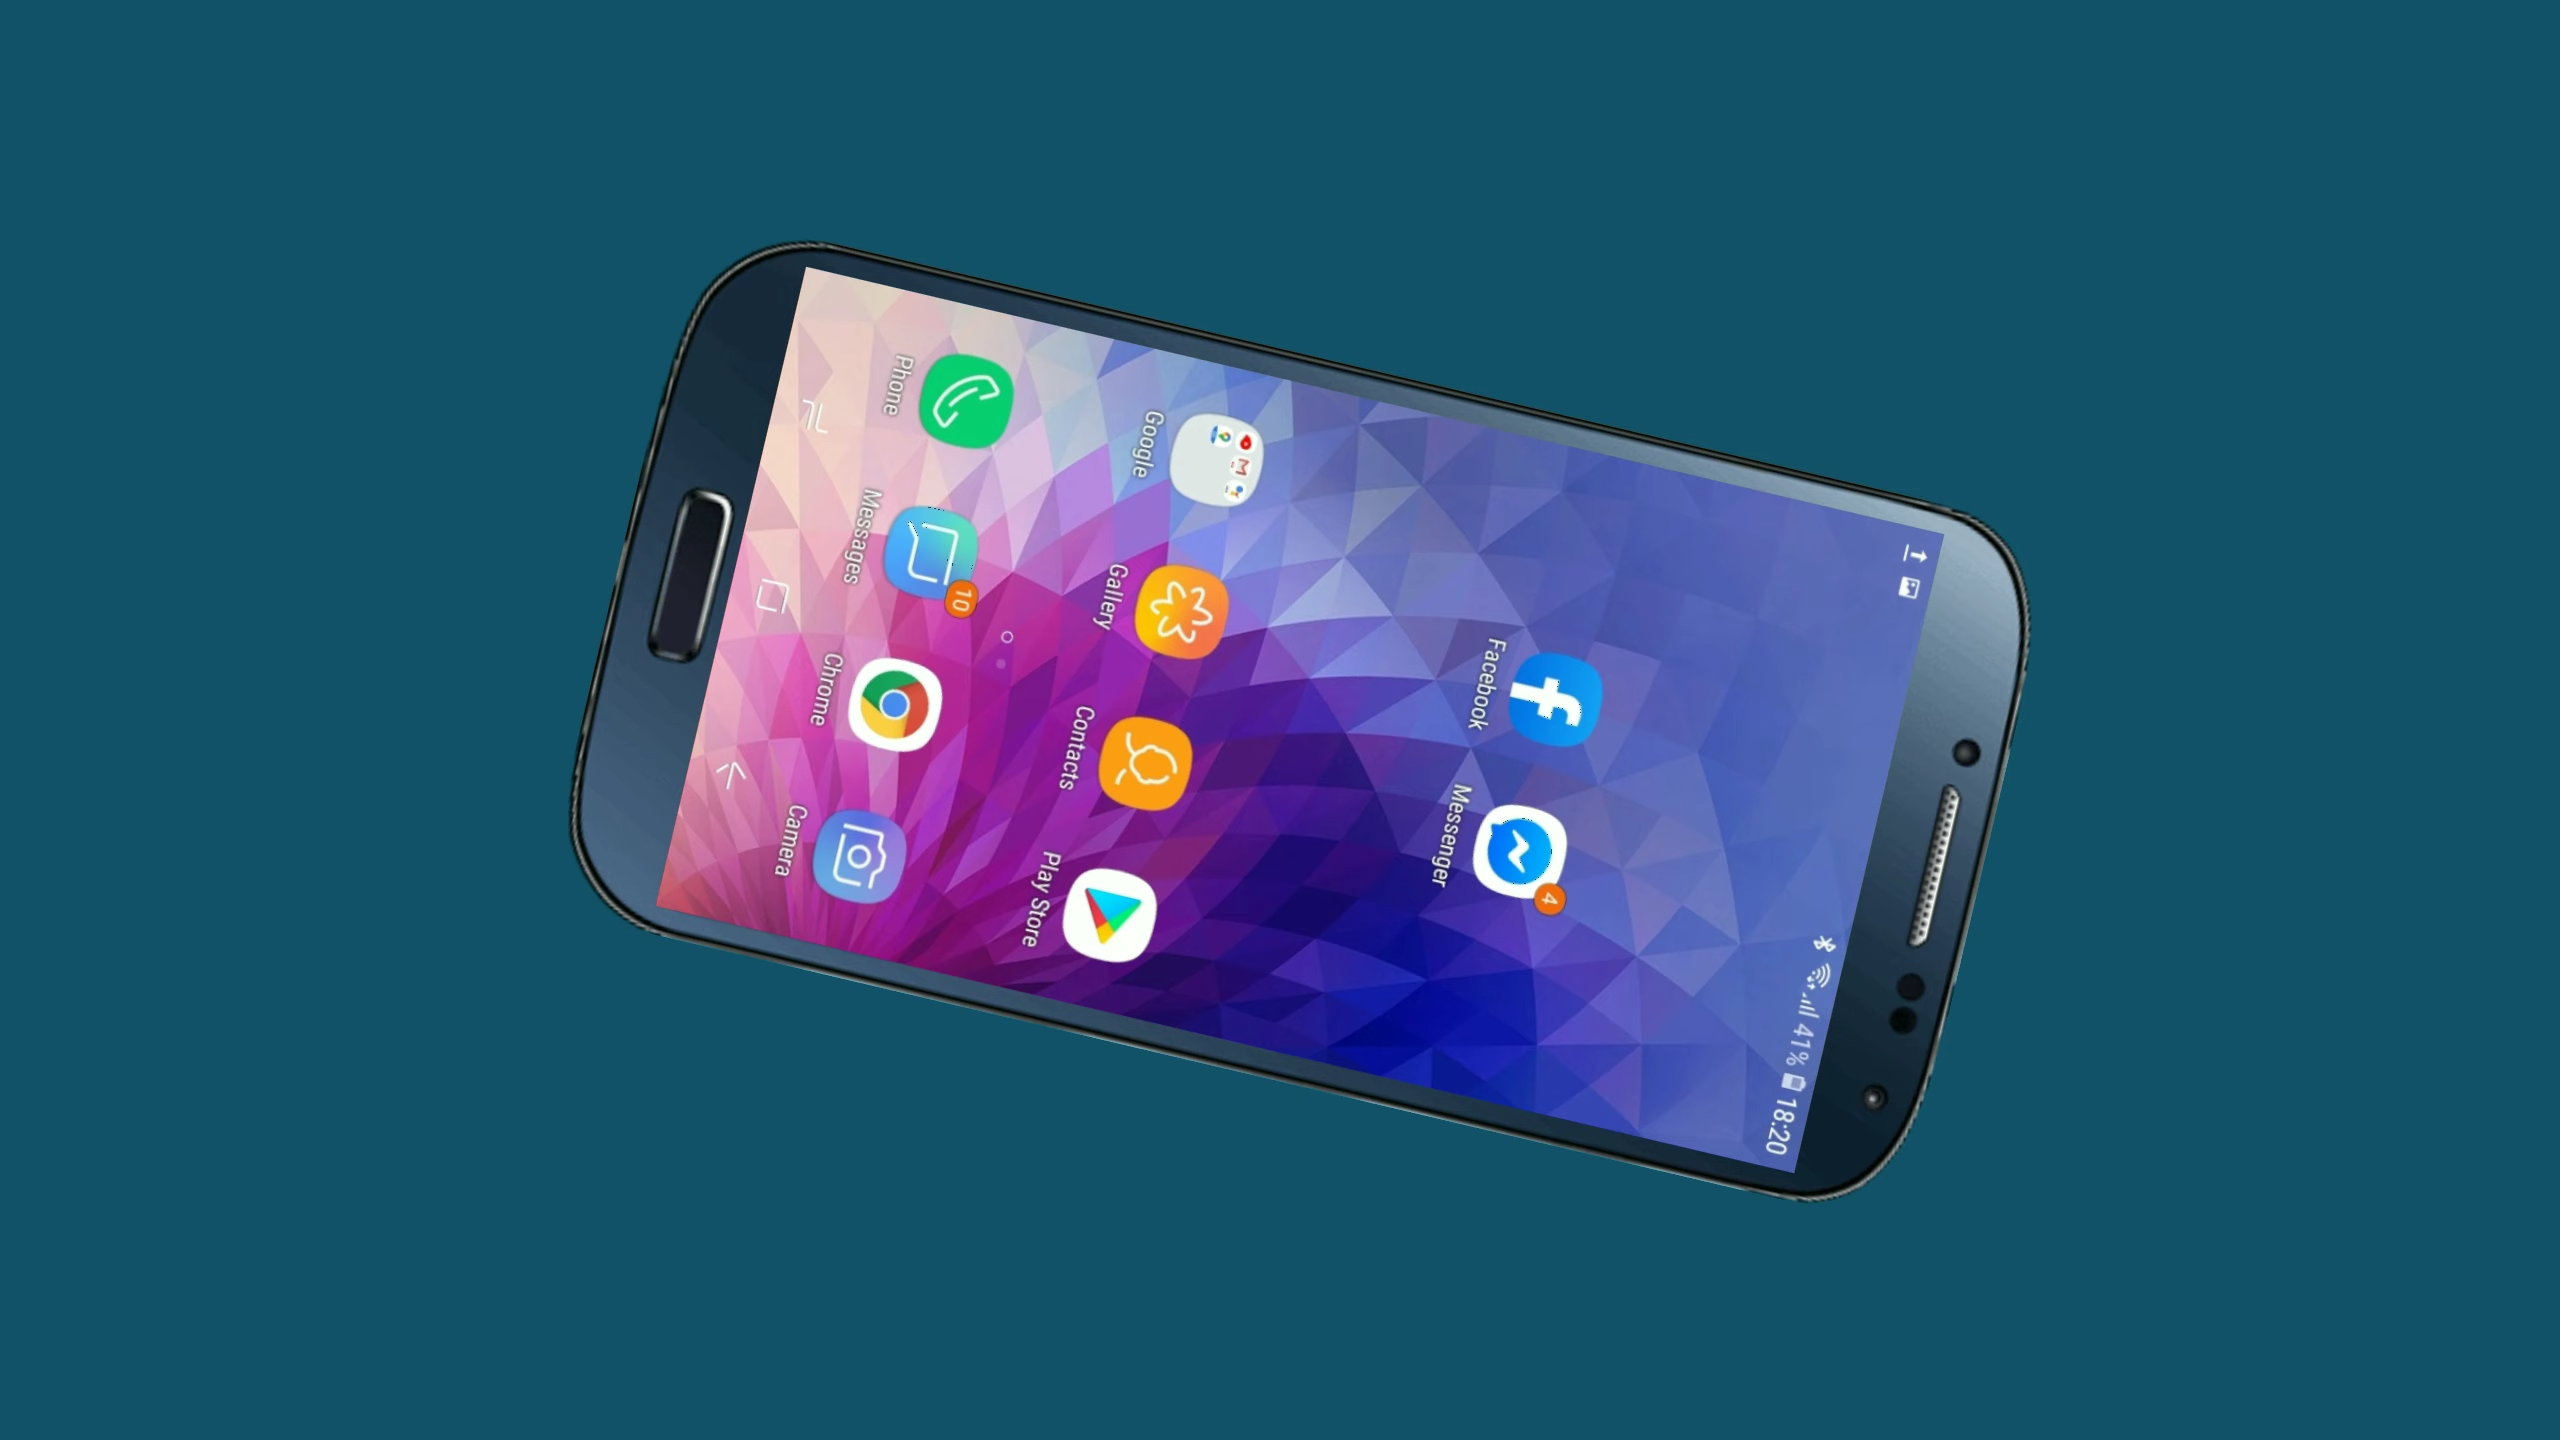 41% 18:20
Facebook
Messenger
4
Google
Gallery
Contacts
Play Store
Phone
Messages
10
Chrome
Camera